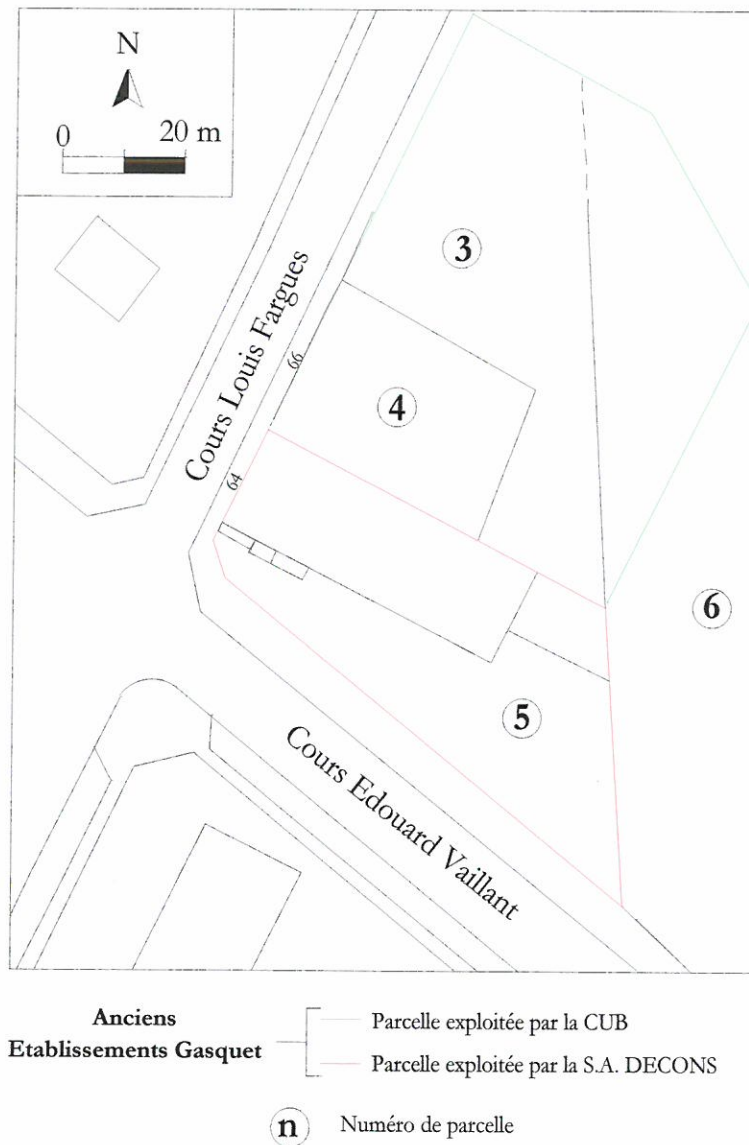 N
0 20 m
3
Cours Louis Fargues
66
4
64
6
5
Cours Edouard Vaillant
Anciens
Etablissements Gasquet
Parcelle exploitée par la CUB
Parcelle exploitée par la S.A. DECONS
n Numéro de parcelle